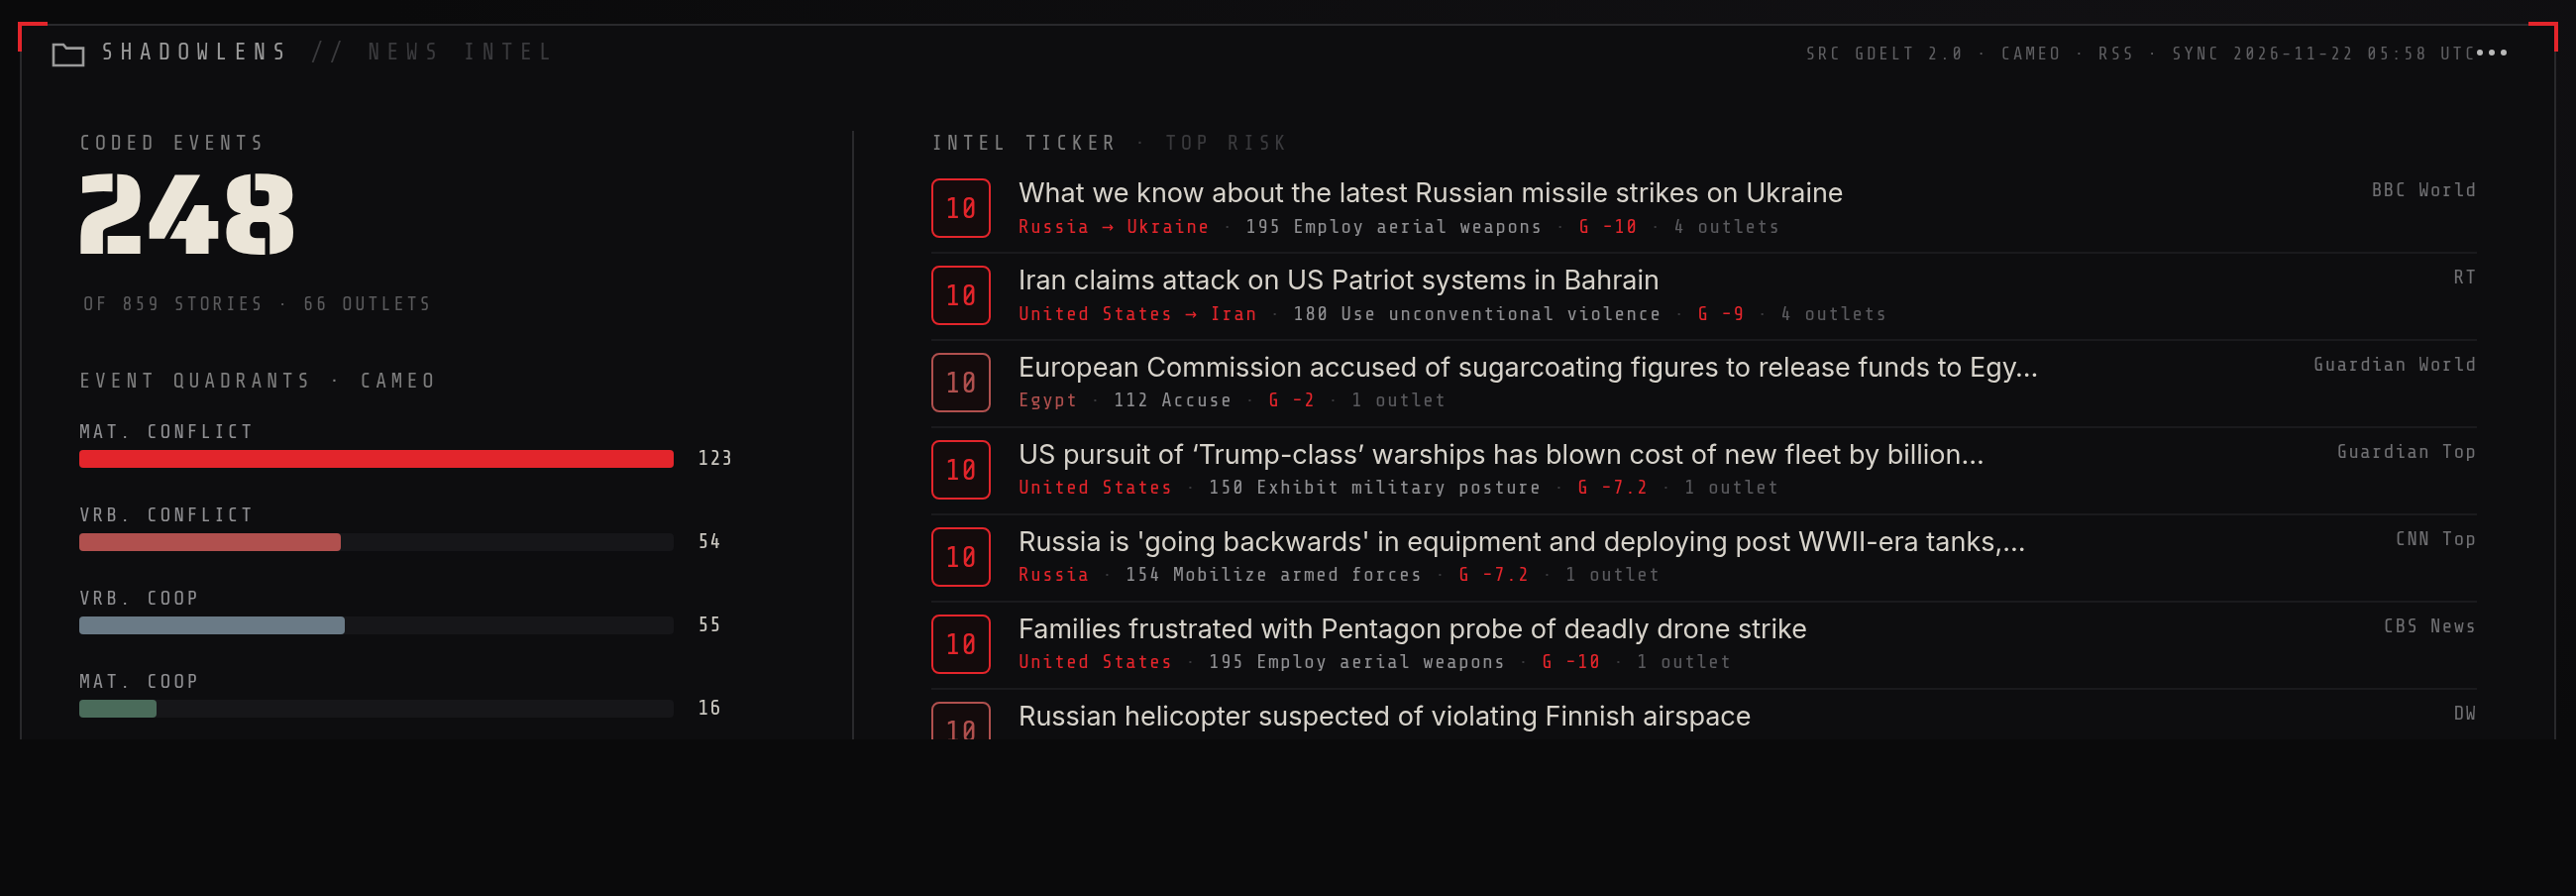 SHADOWLENS // NEWS INTEL
SRC GDELT 2.0 · CAMEO · RSS · SYNC 2026-11-22 05:58 UTC
CODED EVENTS
248
OF 859 STORIES · 66 OUTLETS
EVENT QUADRANTS · CAMEO
MAT. CONFLICT
123
VRB. CONFLICT
54
VRB. COOP
55
MAT. COOP
16
INTEL TICKER · TOP RISK
10
What we know about the latest Russian missile strikes on Ukraine
BBC World
Russia → Ukraine · 195 Employ aerial weapons · G -10 · 4 outlets
10
Iran claims attack on US Patriot systems in Bahrain
RT
United States → Iran · 180 Use unconventional violence · G -9 · 4 outlets
10
European Commission accused of sugarcoating figures to release funds to Egy...
Guardian World
Egypt · 112 Accuse · G -2 · 1 outlet
10
US pursuit of ‘Trump-class’ warships has blown cost of new fleet by billion...
Guardian Top
United States · 150 Exhibit military posture · G -7.2 · 1 outlet
10
Russia is 'going backwards' in equipment and deploying post WWII-era tanks,...
CNN Top
Russia · 154 Mobilize armed forces · G -7.2 · 1 outlet
10
Families frustrated with Pentagon probe of deadly drone strike
CBS News
United States · 195 Employ aerial weapons · G -10 · 1 outlet
10
Russian helicopter suspected of violating Finnish airspace
DW